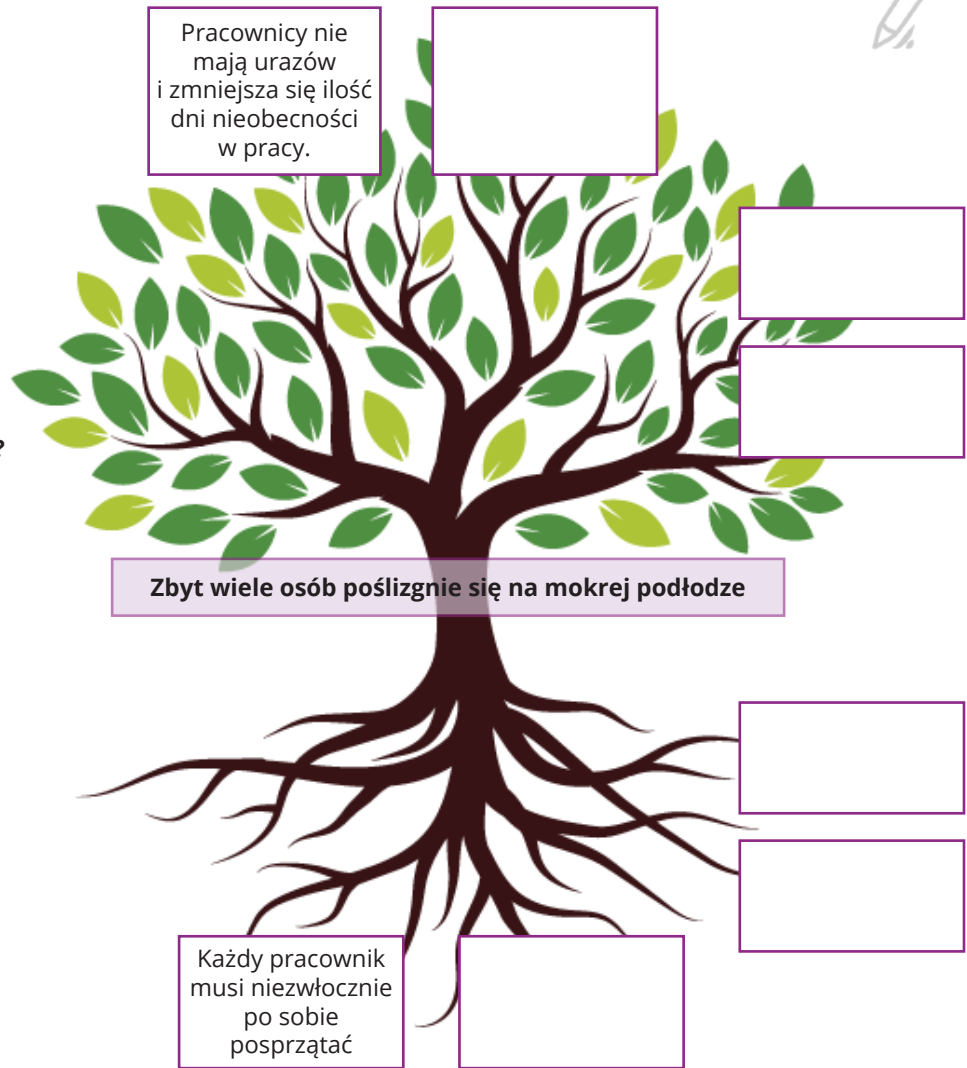 Pracownicy nie
mają urazów
i zmniejsza się ilość
dni nieobecności
w pracy.
?
Zbyt wiele osób poślizgnie się na mokrej podłodze
Każdy pracownik
musi niezwłocznie
po sobie
posprzątać